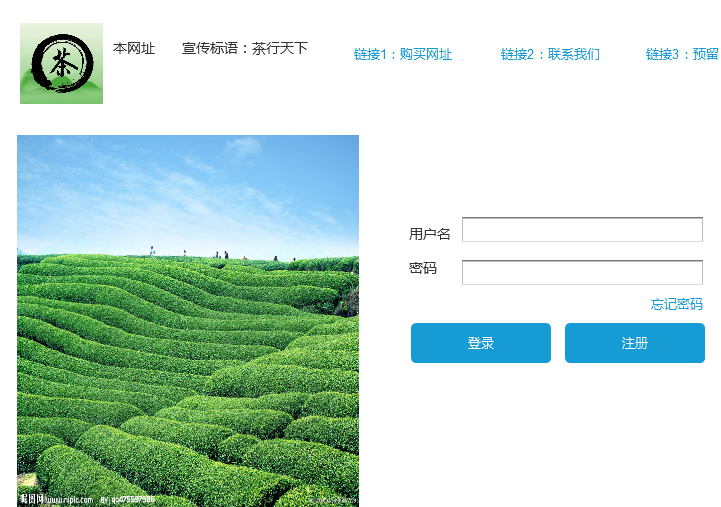 茶
本网址 宣传标语：茶行天下 链接1：购买网址 链接2：联系我们 链接3：预留
用户名
密码
忘记密码
登录 注册
昵图网 www.nipic.com